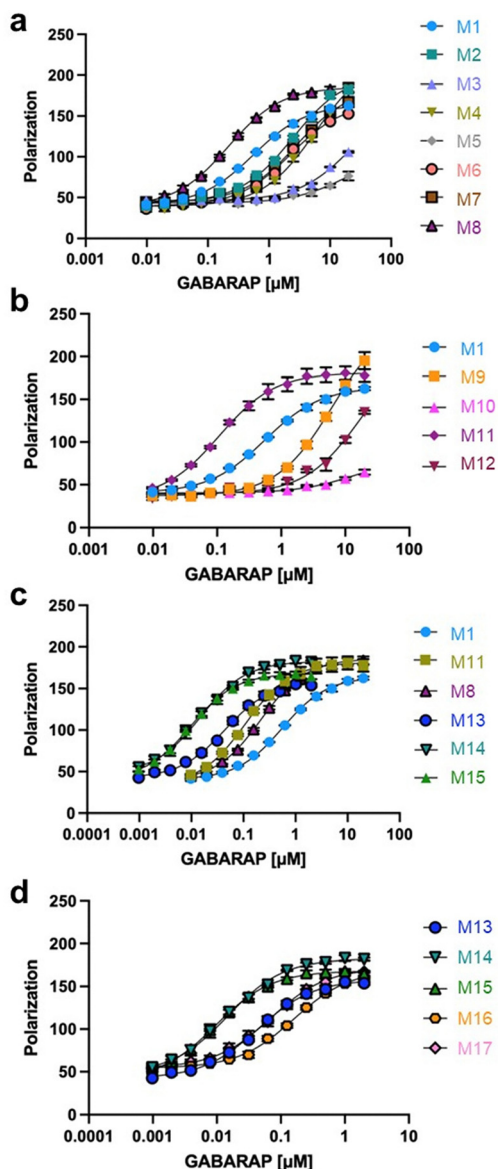 a
250
200
150
100
50
0
Polarization
0.001 0.01 0.1 1 10 100
GABARAP [µM]
M1
M2
M3
M4
M5
M6
M7
M8
b
250
200
150
100
50
0
Polarization
0.001 0.01 0.1 1 10 100
GABARAP [µM]
M1
M9
M10
M11
M12
c
250
200
150
100
50
0
Polarization
0.0001 0.001 0.01 0.1 1 10 100
GABARAP [µM]
M1
M11
M8
M13
M14
M15
d
250
200
150
100
50
0
Polarization
0.0001 0.001 0.01 0.1 1 10
GABARAP [µM]
M13
M14
M15
M16
M17